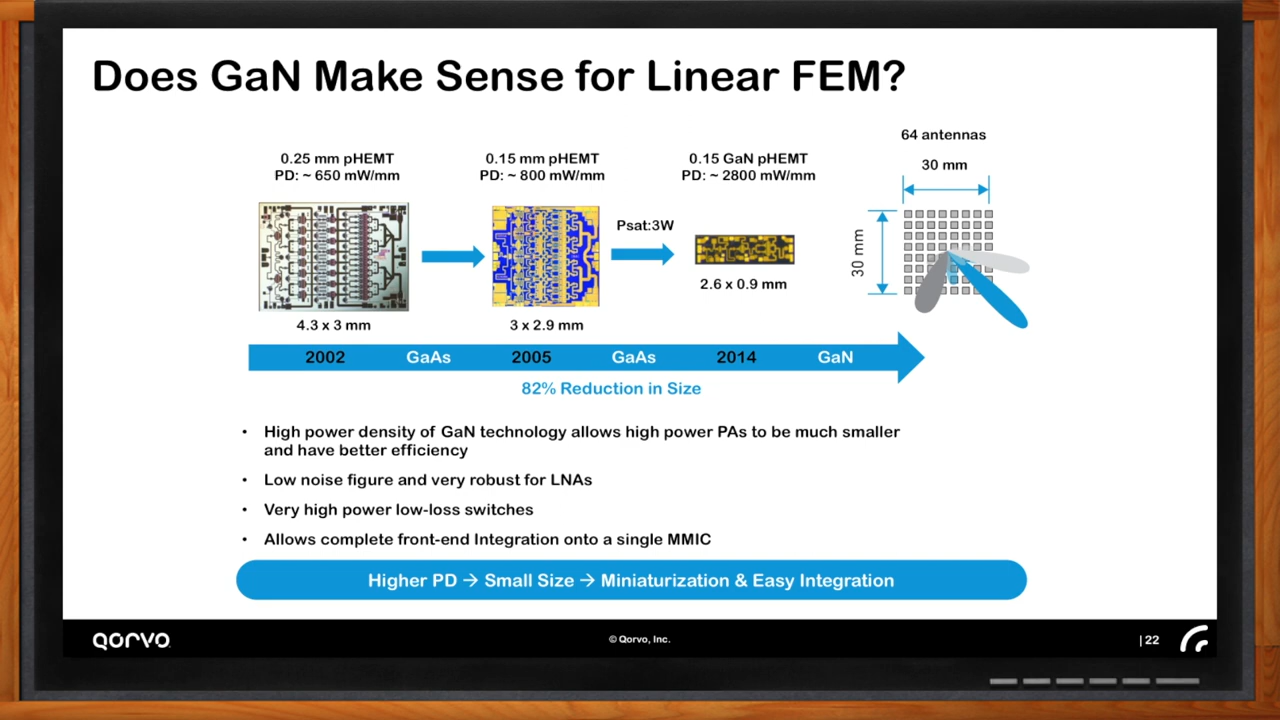 Does GaN Make Sense for Linear FEM?
64 antennas
30 mm
0.25 mm pHEMT
PD: ~ 650 mW/mm
0.15 mm pHEMT
PD: ~ 800 mW/mm
0.15 GaN pHEMT
PD: ~ 2800 mW/mm
Psat:3W
30 mm
2.6 x 0.9 mm
4.3 x 3 mm
3 x 2.9 mm
2002 GaAs 2005 GaAs 2014 GaN
82% Reduction in Size
• High power density of GaN technology allows high power PAs to be much smaller
and have better efficiency
• Low noise figure and very robust for LNAs
• Very high power low-loss switches
• Allows complete front-end Integration onto a single MMIC
Higher PD → Small Size → Miniaturization & Easy Integration
QORVO
© Qorvo, Inc.
| 22